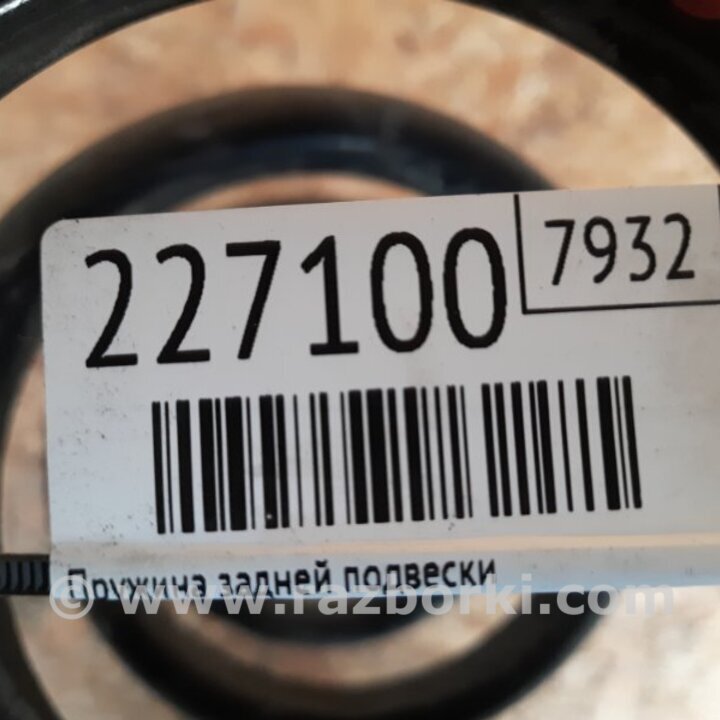 227100
7932
Пружина задней подвески
© www.razborki.com